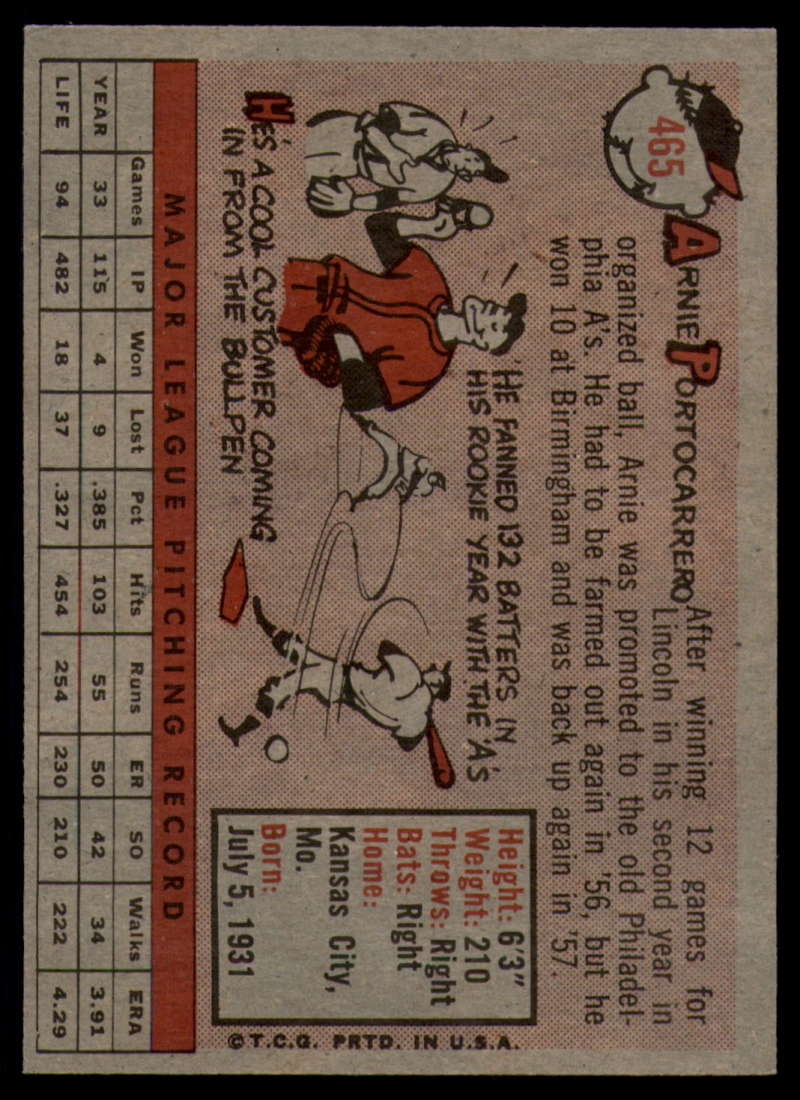 465
ARNIE PORTOCARRERO
After winning 12 games for
Lincoln in his second year in
organized ball, Arnie was promoted to the old Philadel-
phia A's. He had to be farmed out again in '56, but he
won 10 at Birmingham and was back up again in '57.
HE FANNED 132 BATTERS IN
HIS ROOKIE YEAR WITH THE 'A's
HE'S A COOL CUSTOMER COMING
IN FROM THE BULLPEN
Height: 6'3"
Weight: 210
Throws: Right
Bats: Right
Home:
Kansas City,
Mo.
Born:
July 5, 1931
©T.C.G. PRTD. IN U.S.A.
MAJOR LEAGUE PITCHING RECORD
Games IP Won Lost Pct Hits Runs ER SO Walks ERA
YEAR 33 115 4 9 .385 103 55 50 42 34 3.91
LIFE 94 482 18 37 .327 454 254 230 210 222 4.29